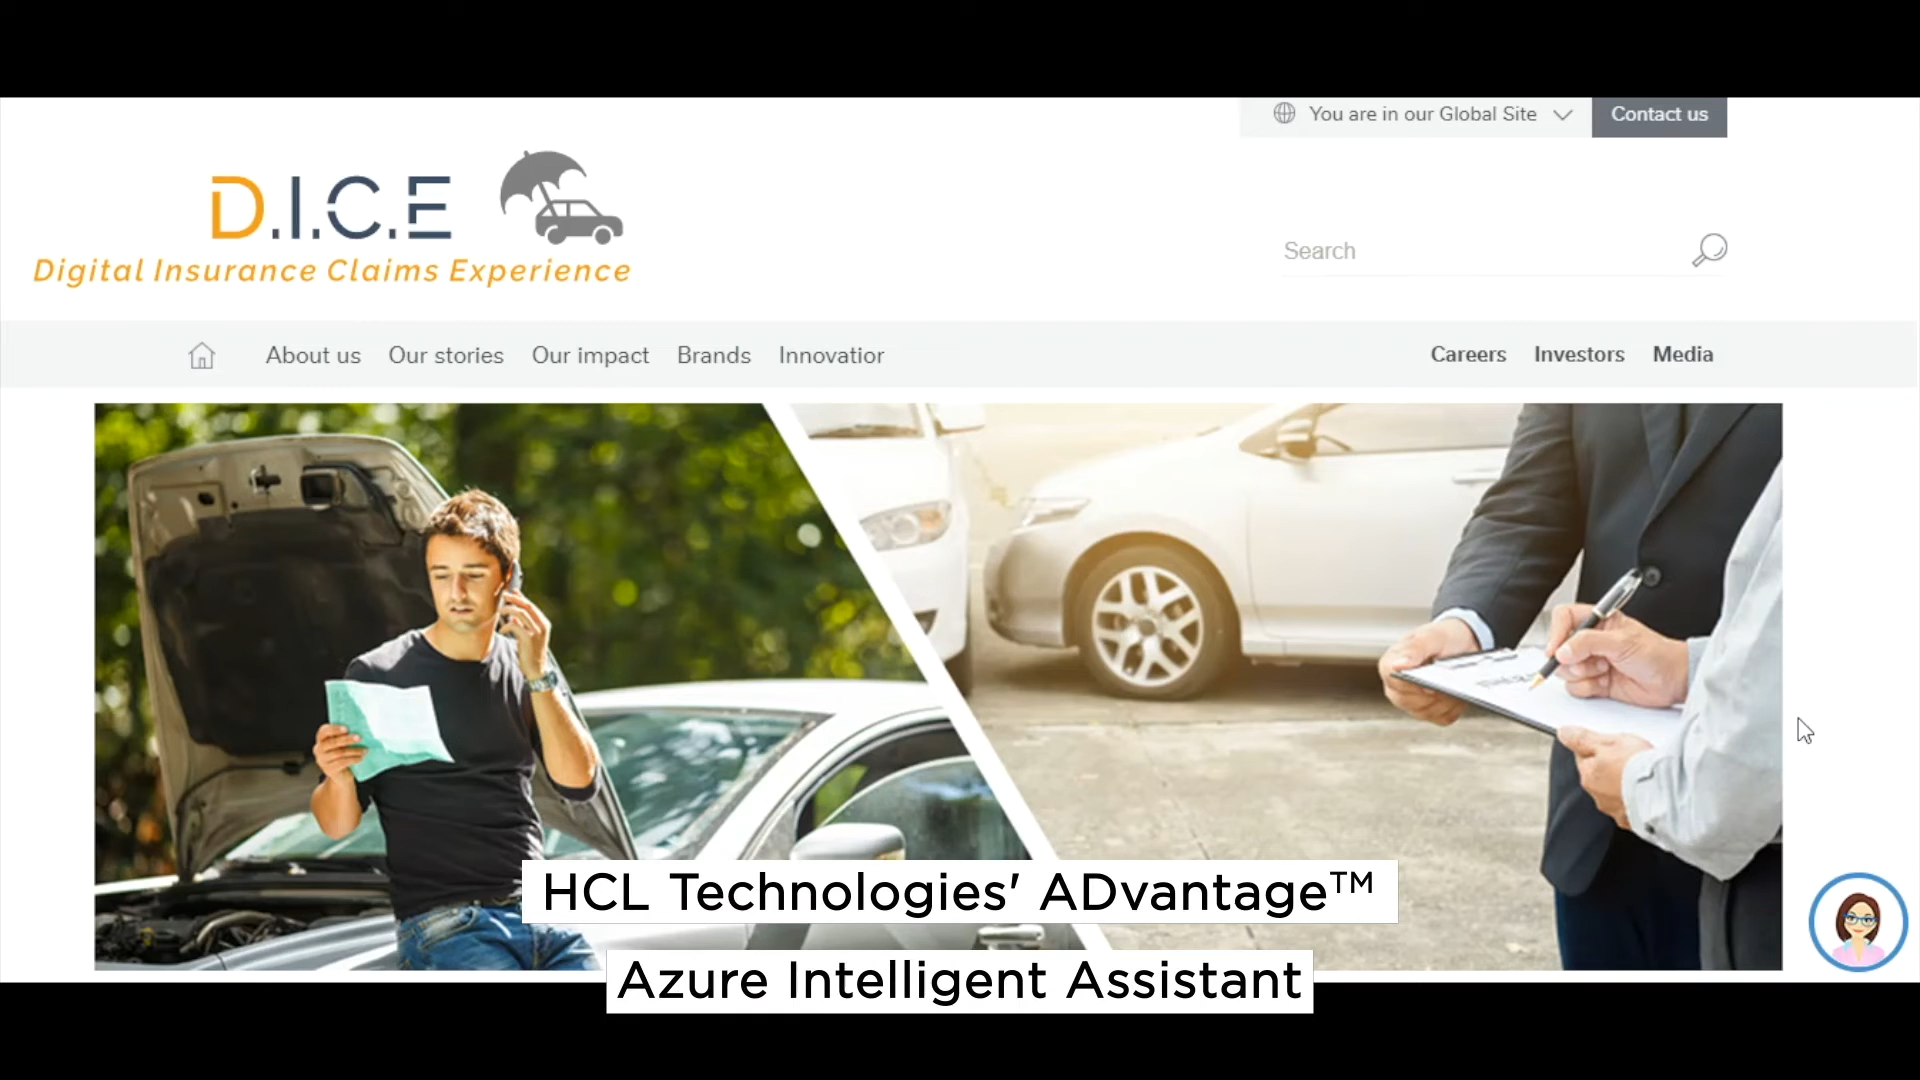 You are in our Global Site
Contact us
D.I.C.E
Digital Insurance Claims Experience
Search
About us
Our stories
Our impact
Brands
Innovatior
Careers
Investors
Media
HCL Technologies' ADvantage™
Azure Intelligent Assistant